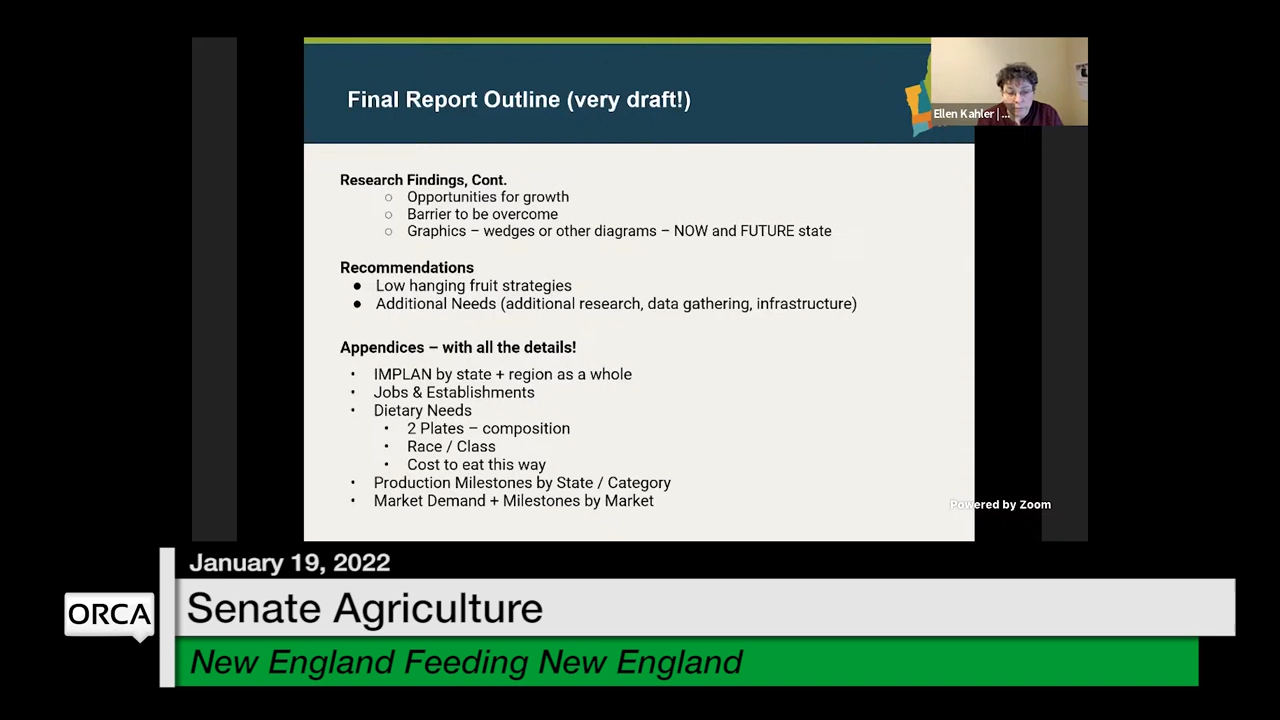 Final Report Outline (very draft!)
Ellen Kahler | ...
Research Findings, Cont.
○ Opportunities for growth
○ Barrier to be overcome
○ Graphics – wedges or other diagrams – NOW and FUTURE state
Recommendations
● Low hanging fruit strategies
● Additional Needs (additional research, data gathering, infrastructure)
Appendices – with all the details!
• IMPLAN by state + region as a whole
• Jobs & Establishments
• Dietary Needs
• 2 Plates – composition
• Race / Class
• Cost to eat this way
• Production Milestones by State / Category
• Market Demand + Milestones by Market
Powered by Zoom
January 19, 2022
ORCA
Senate Agriculture
New England Feeding New England